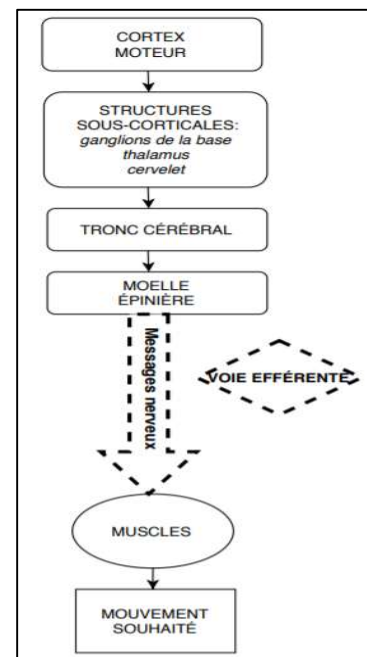 CORTEX
MOTEUR
STRUCTURES
SOUS-CORTICALES:
ganglions de la base
thalamus
cervelet
TRONC CÉRÉBRAL
MOELLE
ÉPINIÈRE
Messages nerveux
VOIE EFFÉRENTE
MUSCLES
MOUVEMENT
SOUHAITÉ